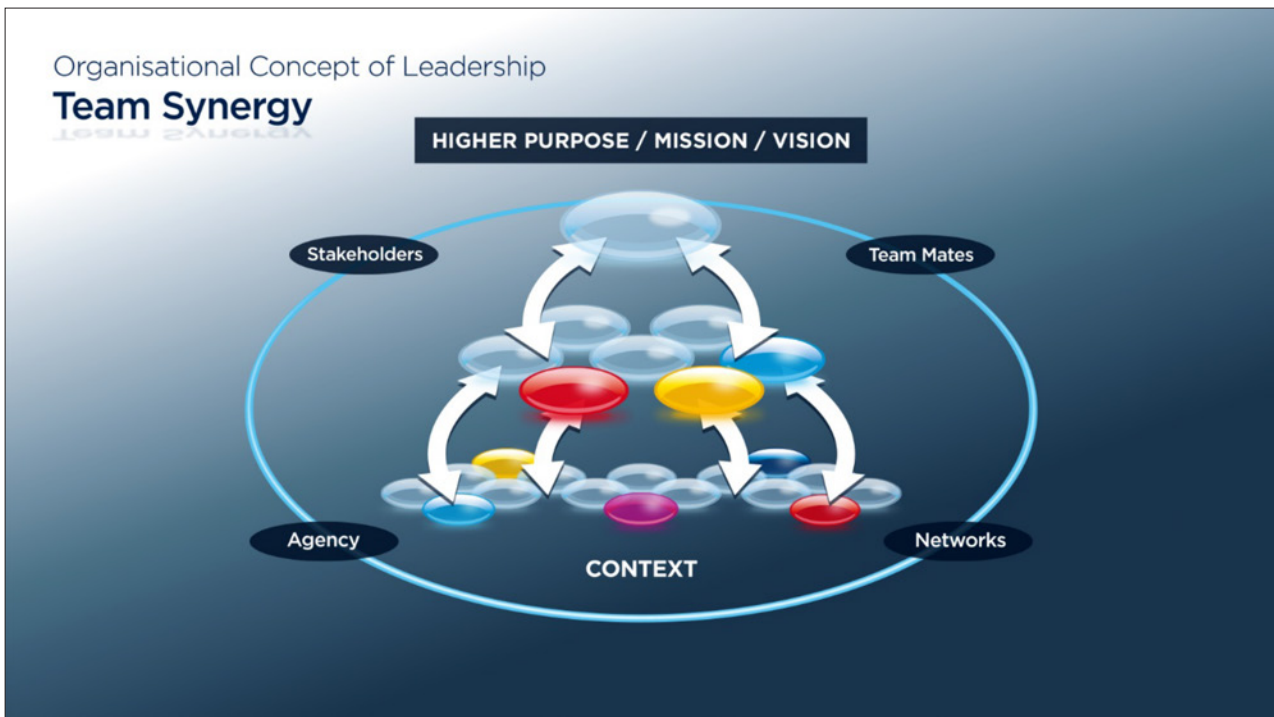 Organisational Concept of Leadership
Team Synergy
HIGHER PURPOSE / MISSION / VISION
Stakeholders
Team Mates
Agency
Networks
CONTEXT